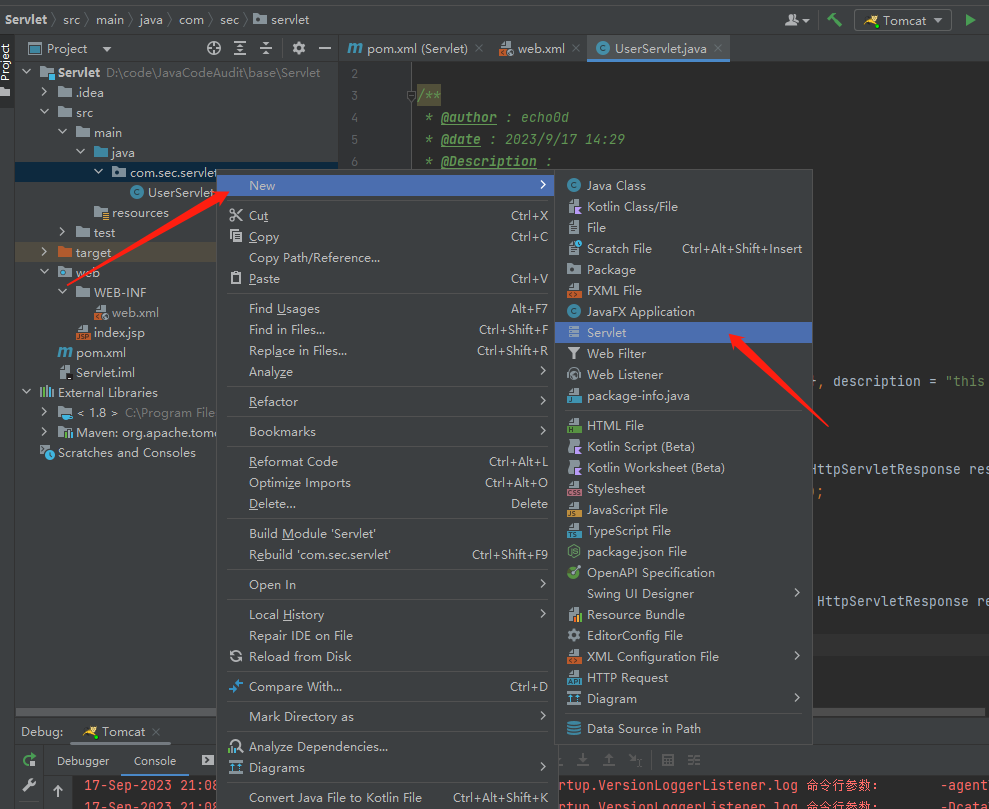 Servlet src main java com sec servlet
Tomcat
Project
Project
pom.xml (Servlet)
web.xml
UserServlet.java
Servlet D:\code\JavaCodeAudit\base\Servlet
.idea
src
main
java
com.sec.servlet
UserServlet
resources
test
target
web
WEB-INF
web.xml
index.jsp
pom.xml
Servlet.iml
External Libraries
< 1.8 > C:\Program File
Maven: org.apache.tom
Scratches and Consoles
2
3 /**
4 * @author : echo0d
5 * @date : 2023/9/17 14:29
6 * @Description :
New
Cut Ctrl+X
Copy Ctrl+C
Copy Path/Reference...
Paste Ctrl+V
Find Usages Alt+F7
Find in Files... Ctrl+Shift+F
Replace in Files... Ctrl+Shift+R
Analyze
Refactor
Bookmarks
Reformat Code Ctrl+Alt+L
Optimize Imports Ctrl+Alt+O
Delete... Delete
Build Module 'Servlet'
Rebuild 'com.sec.servlet' Ctrl+Shift+F9
Open In
Local History
Repair IDE on File
Reload from Disk
Compare With... Ctrl+D
Mark Directory as
Analyze Dependencies...
Diagrams
Convert Java File to Kotlin File Ctrl+Alt+Shift+K
Java Class
Kotlin Class/File
File
Scratch File Ctrl+Alt+Shift+Insert
Package
FXML File
JavaFX Application
Servlet
Web Filter
Web Listener
package-info.java
HTML File
Kotlin Script (Beta)
Kotlin Worksheet (Beta)
Stylesheet
JavaScript File
TypeScript File
package.json File
OpenAPI Specification
Swing UI Designer
Resource Bundle
EditorConfig File
XML Configuration File
HTTP Request
Diagram
Data Source in Path
, description = "this
HttpServletResponse res
);
HttpServletResponse re
Debug: Tomcat
Debugger Console
17-Sep-2023 21:08
rtup.VersionLoggerListener.log 命令行参数: -agent
17-Sep-2023 21:08
rtup.VersionLoggerListener.log 命令行参数: -Dcata